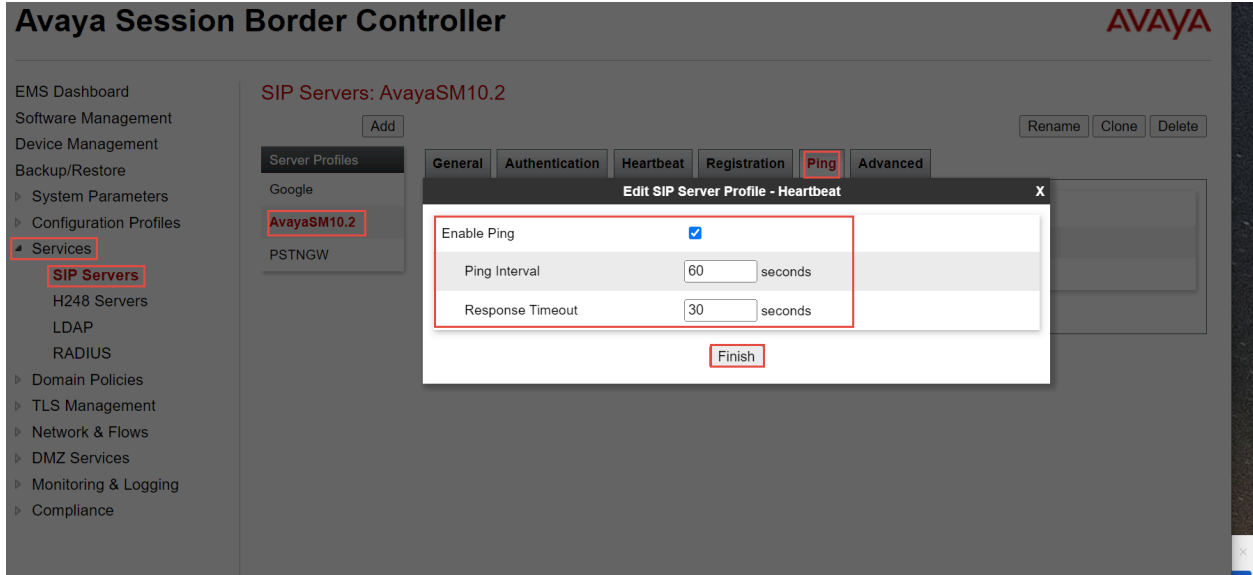 Avaya Session Border Controller
AVAYA
EMS Dashboard
Software Management
Device Management
Backup/Restore
System Parameters
Configuration Profiles
Services
SIP Servers
H248 Servers
LDAP
RADIUS
Domain Policies
TLS Management
Network & Flows
DMZ Services
Monitoring & Logging
Compliance
SIP Servers: AvayaSM10.2
Add
Rename Clone Delete
Server Profiles
Google
AvayaSM10.2
PSTNGW
General Authentication Heartbeat Registration Ping Advanced
Edit SIP Server Profile - Heartbeat X
Enable Ping
Ping Interval 60 seconds
Response Timeout 30 seconds
Finish